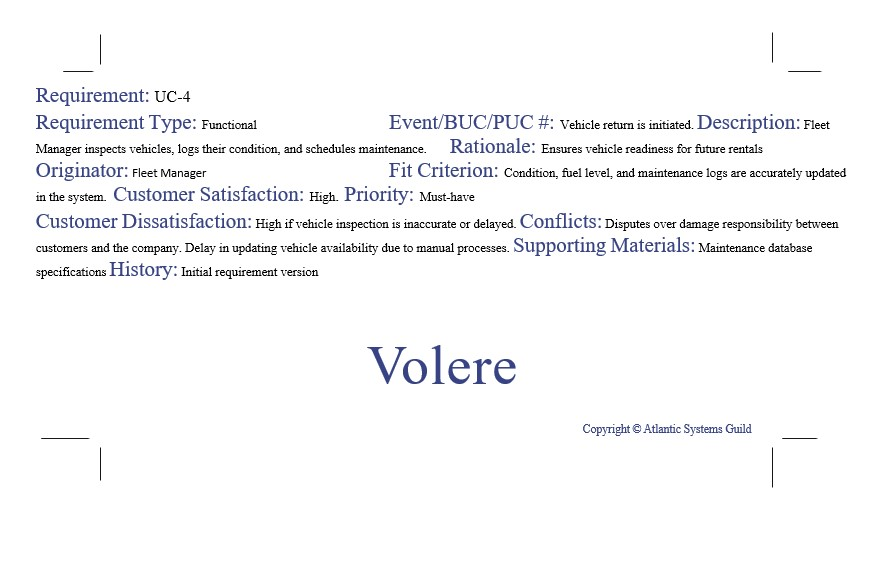 Requirement: UC-4
Requirement Type: Functional Event/BUC/PUC #: Vehicle return is initiated. Description: Fleet
Manager inspects vehicles, logs their condition, and schedules maintenance. Rationale: Ensures vehicle readiness for future rentals
Originator: Fleet Manager Fit Criterion: Condition, fuel level, and maintenance logs are accurately updated
in the system. Customer Satisfaction: High. Priority: Must-have
Customer Dissatisfaction: High if vehicle inspection is inaccurate or delayed. Conflicts: Disputes over damage responsibility between
customers and the company. Delay in updating vehicle availability due to manual processes. Supporting Materials: Maintenance database
specifications History: Initial requirement version
Volere
Copyright © Atlantic Systems Guild